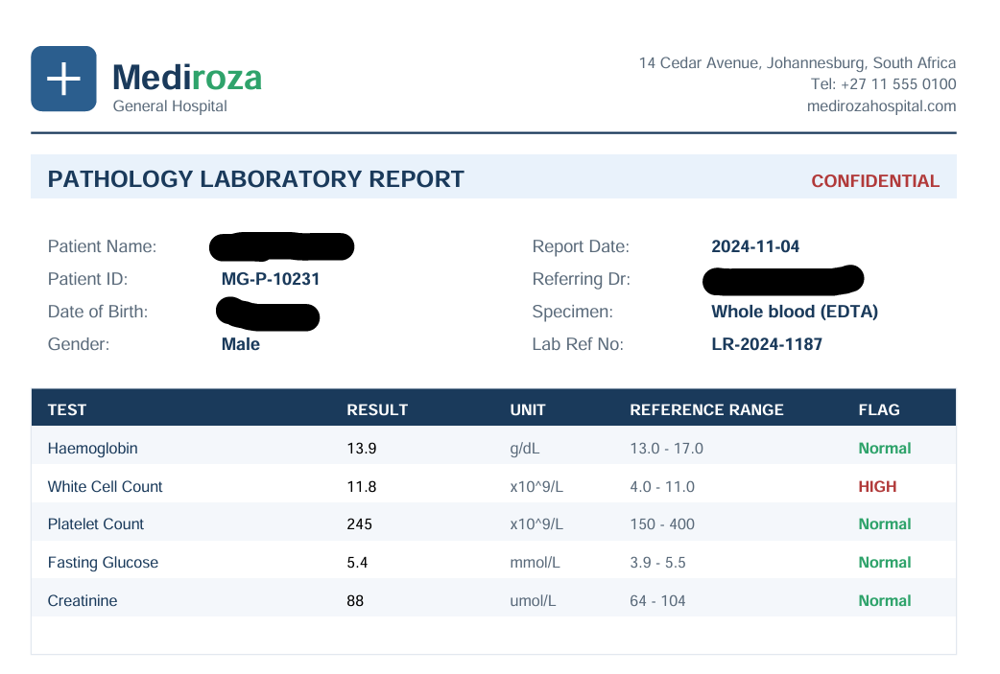 Mediroza
General Hospital
14 Cedar Avenue, Johannesburg, South Africa
Tel: +27 11 555 0100
medirozahospital.com
PATHOLOGY LABORATORY REPORT CONFIDENTIAL
Patient Name: Report Date: 2024-11-04
Patient ID: MG-P-10231 Referring Dr:
Date of Birth: Specimen: Whole blood (EDTA)
Gender: Male Lab Ref No: LR-2024-1187
TEST RESULT UNIT REFERENCE RANGE FLAG
Haemoglobin 13.9 g/dL 13.0 - 17.0 Normal
White Cell Count 11.8 x10^9/L 4.0 - 11.0 HIGH
Platelet Count 245 x10^9/L 150 - 400 Normal
Fasting Glucose 5.4 mmol/L 3.9 - 5.5 Normal
Creatinine 88 umol/L 64 - 104 Normal